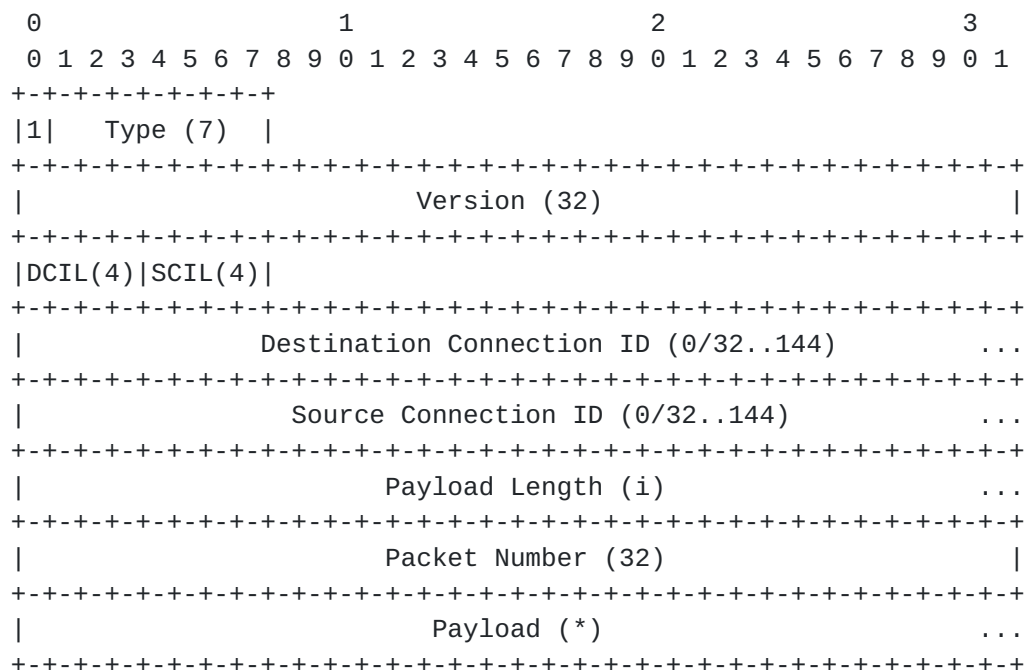 0                   1                   2                   3
 0 1 2 3 4 5 6 7 8 9 0 1 2 3 4 5 6 7 8 9 0 1 2 3 4 5 6 7 8 9 0 1
+-+-+-+-+-+-+-+-+
|1|   Type (7)  |
+-+-+-+-+-+-+-+-+-+-+-+-+-+-+-+-+-+-+-+-+-+-+-+-+-+-+-+-+-+-+-+-+
|                         Version (32)                          |
+-+-+-+-+-+-+-+-+-+-+-+-+-+-+-+-+-+-+-+-+-+-+-+-+-+-+-+-+-+-+-+-+
|DCIL(4)|SCIL(4)|
+-+-+-+-+-+-+-+-+-+-+-+-+-+-+-+-+-+-+-+-+-+-+-+-+-+-+-+-+-+-+-+-+
|               Destination Connection ID (0/32..144)         ...
+-+-+-+-+-+-+-+-+-+-+-+-+-+-+-+-+-+-+-+-+-+-+-+-+-+-+-+-+-+-+-+-+
|                 Source Connection ID (0/32..144)            ...
+-+-+-+-+-+-+-+-+-+-+-+-+-+-+-+-+-+-+-+-+-+-+-+-+-+-+-+-+-+-+-+-+
|                       Payload Length (i)                    ...
+-+-+-+-+-+-+-+-+-+-+-+-+-+-+-+-+-+-+-+-+-+-+-+-+-+-+-+-+-+-+-+-+
|                       Packet Number (32)                      |
+-+-+-+-+-+-+-+-+-+-+-+-+-+-+-+-+-+-+-+-+-+-+-+-+-+-+-+-+-+-+-+-+
|                          Payload (*)                        ...
+-+-+-+-+-+-+-+-+-+-+-+-+-+-+-+-+-+-+-+-+-+-+-+-+-+-+-+-+-+-+-+-+